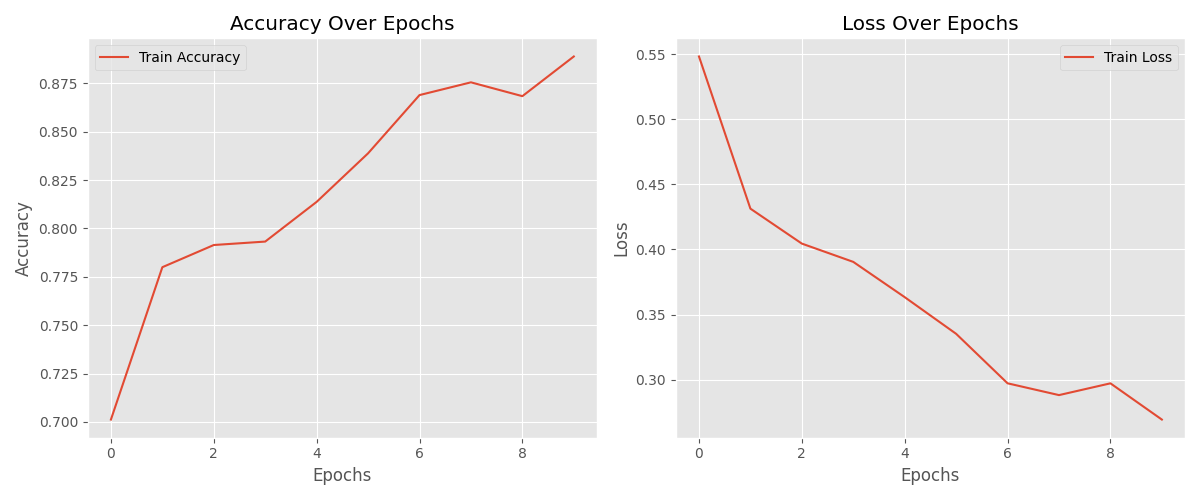 Accuracy Over Epochs
Train Accuracy
0.875
0.850
0.825
0.800
0.775
0.750
0.725
0.700
Accuracy
0 2 4 6 8
Epochs
Loss Over Epochs
Train Loss
0.55
0.50
0.45
0.40
0.35
0.30
Loss
0 2 4 6 8
Epochs